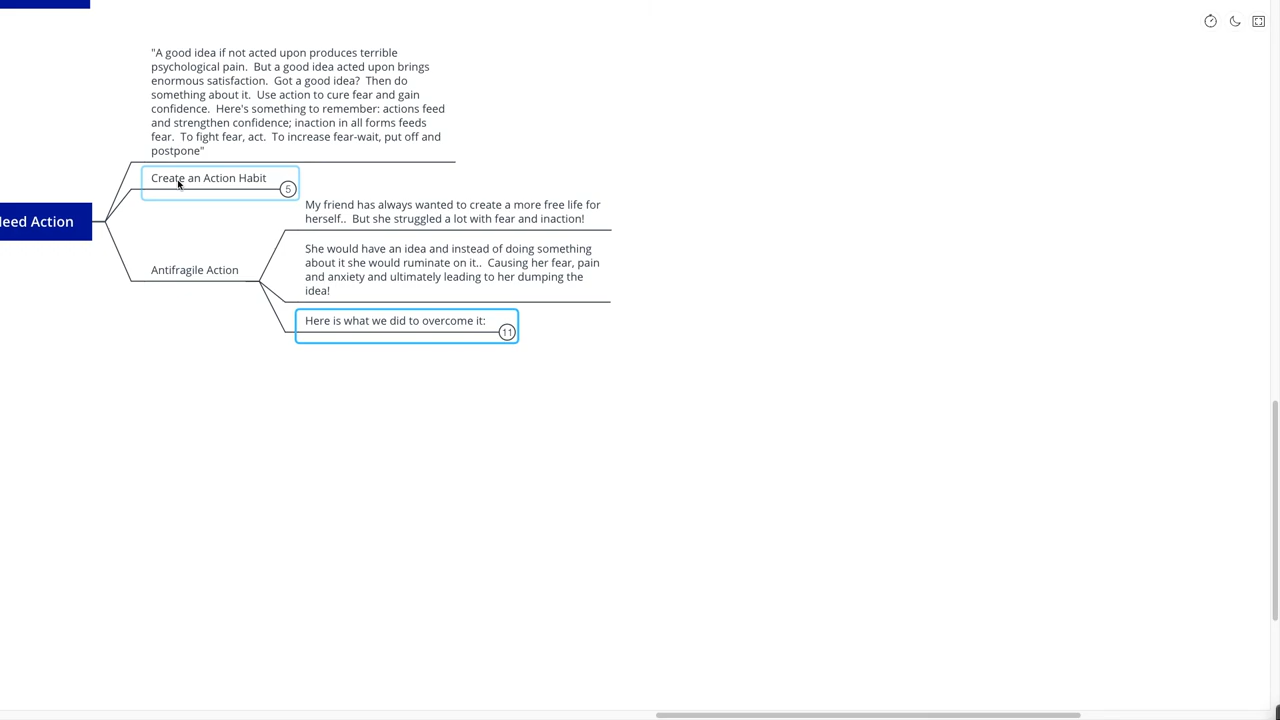 "A good idea if not acted upon produces terrible
psychological pain.  But a good idea acted upon brings
enormous satisfaction.  Got a good idea?  Then do
something about it.  Use action to cure fear and gain
confidence.  Here's something to remember: actions feed
and strengthen confidence; inaction in all forms feeds
fear.  To fight fear, act.  To increase fear-wait, put off and
postpone"
Create an Action Habit
5
My friend has always wanted to create a more free life for
herself..  But she struggled a lot with fear and inaction!
Action
She would have an idea and instead of doing something
about it she would ruminate on it..  Causing her fear, pain
and anxiety and ultimately leading to her dumping the
idea!
Antifragile Action
Here is what we did to overcome it:
11